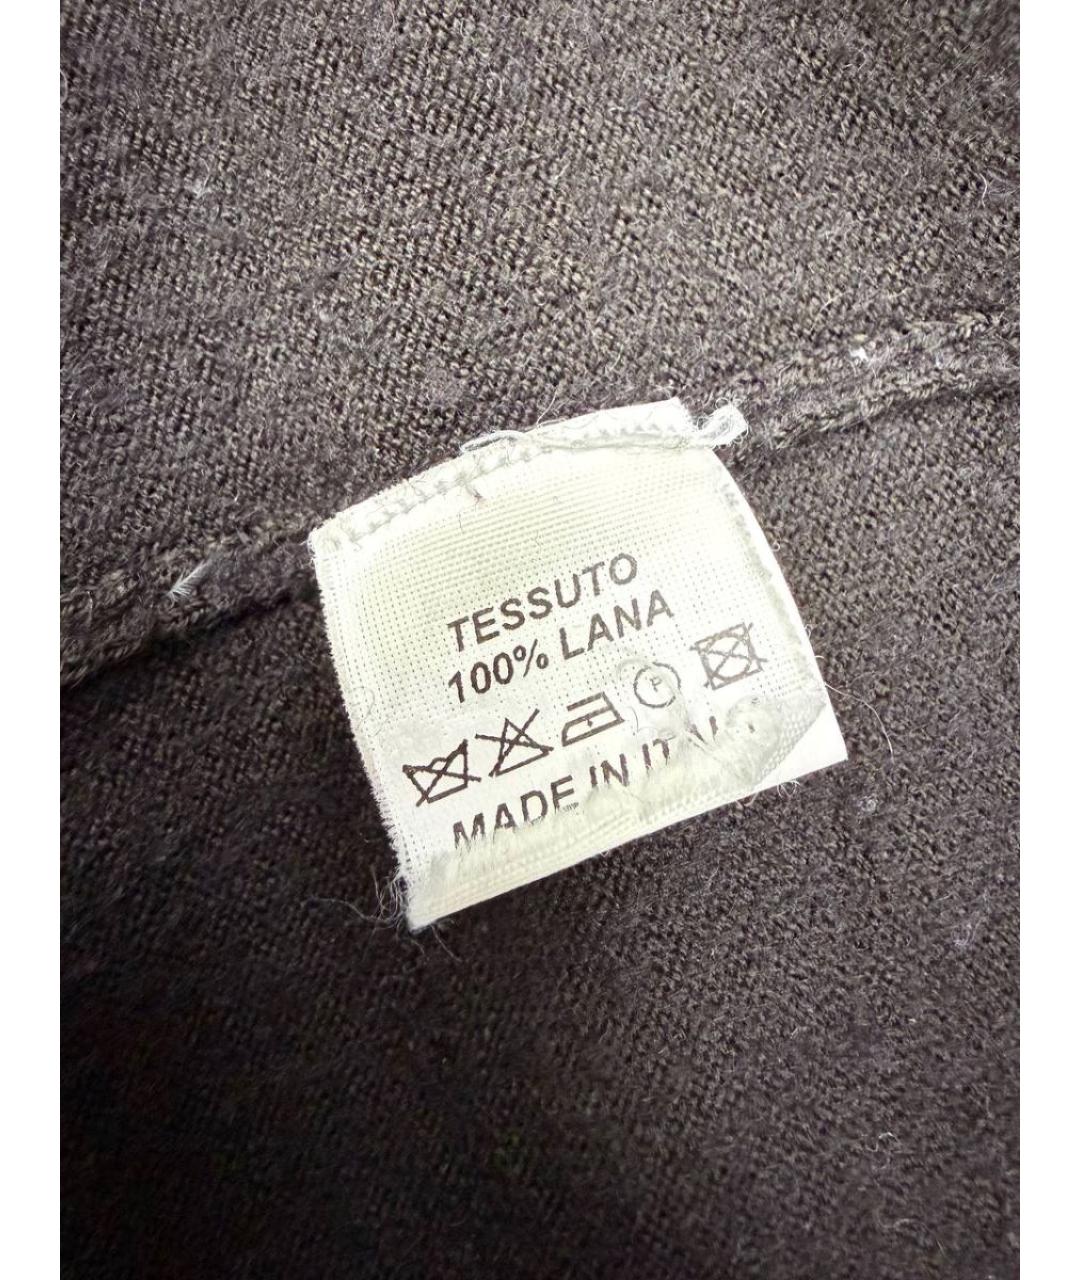 TESSUTO
100% LANA
P
MADE IN